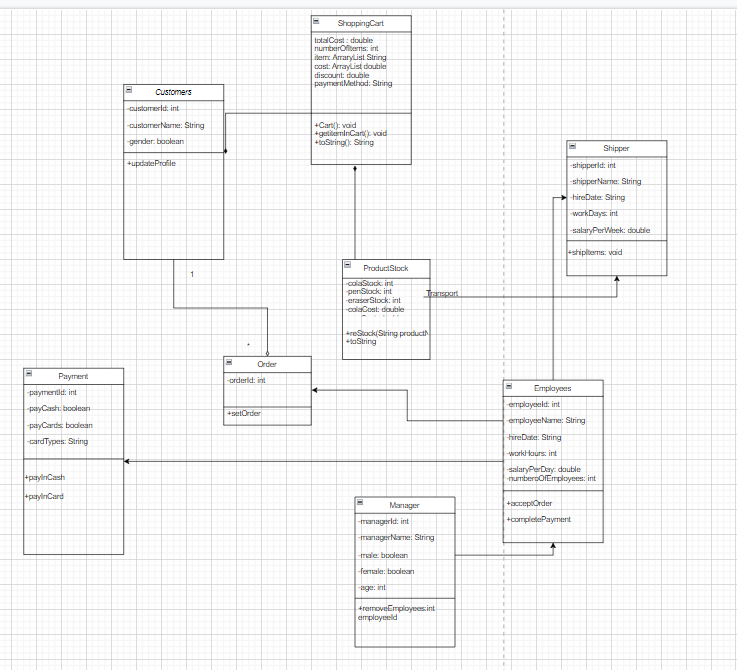 ShoppingCart
totalCost : double
numberOfItems: int
item: ArraryList String
cost: ArrayList double
discount: double
paymentMethod: String
+Cart(): void
+getitemInCart(): void
+toString(): String
Customers
-customerId: int
-customerName: String
-gender: boolean
+updateProfile
Shipper
-shipperId: int
-shipperName: String
-hireDate: String
-workDays: int
-salaryPerWeek: double
+shipItems: void
1
*
ProductStock
-colaStock: int
-penStock: int
-eraserStock: int
-colaCost: double
+reStock(String product
+toString
Transport
Order
-orderId: int
+setOrder
Payment
-paymentId: int
-payCash: boolean
-payCards: boolean
-cardTypes: String
+payInCash
+payInCard
Employees
-employeeId: int
-employeeName: String
-hireDate: String
-workHours: int
-salaryPerDay: double
-numberoOfEmployees: int
+acceptOrder
+completePayment
Manager
-managerId: int
-managerName: String
-male: boolean
-female: boolean
-age: int
+removeEmployees:int
employeeId